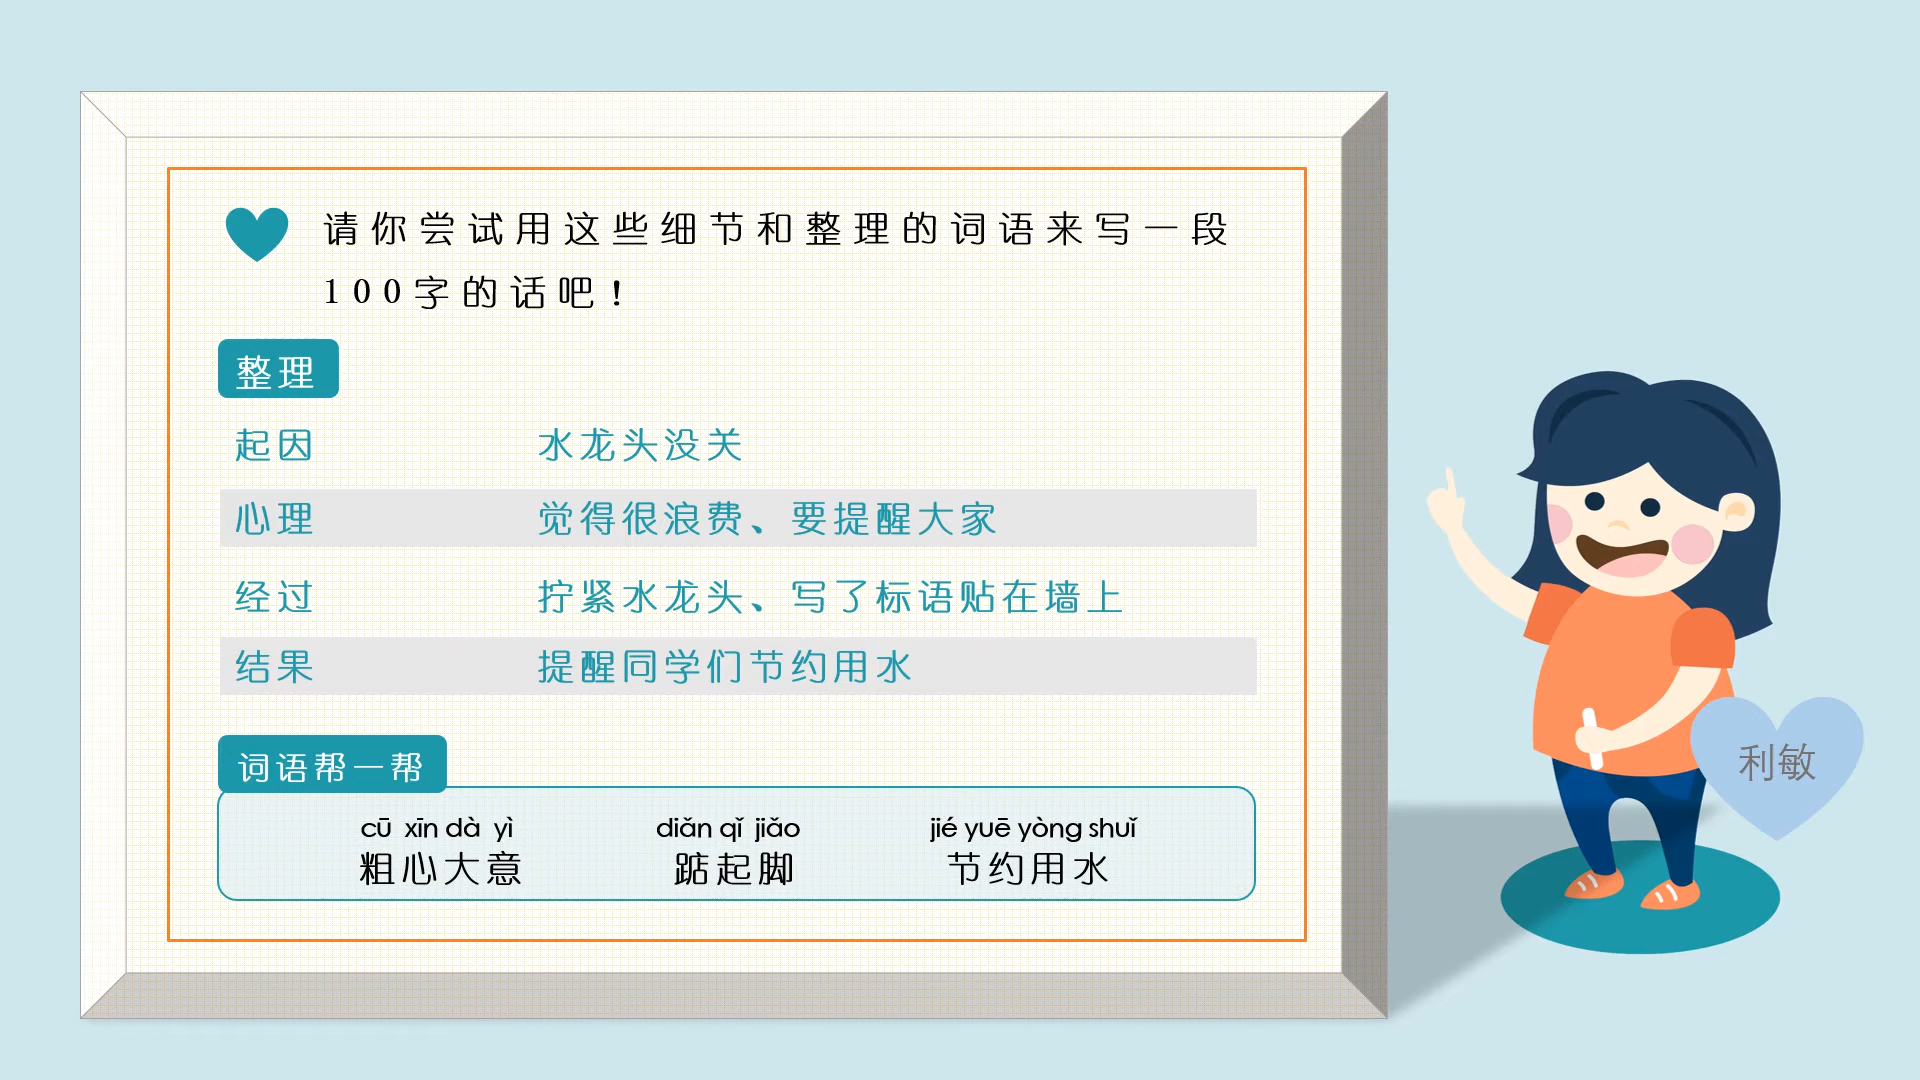 请你尝试用这些细节和整理的词语来写一段
100字的话吧！
整理
起因 水龙头没关
心理 觉得很浪费、要提醒大家
经过 拧紧水龙头、写了标语贴在墙上
结果 提醒同学们节约用水
词语帮一帮
cū xīn dà yì diǎn qǐ jiǎo jié yuē yòng shuǐ
粗心大意 踮起脚 节约用水
利敏